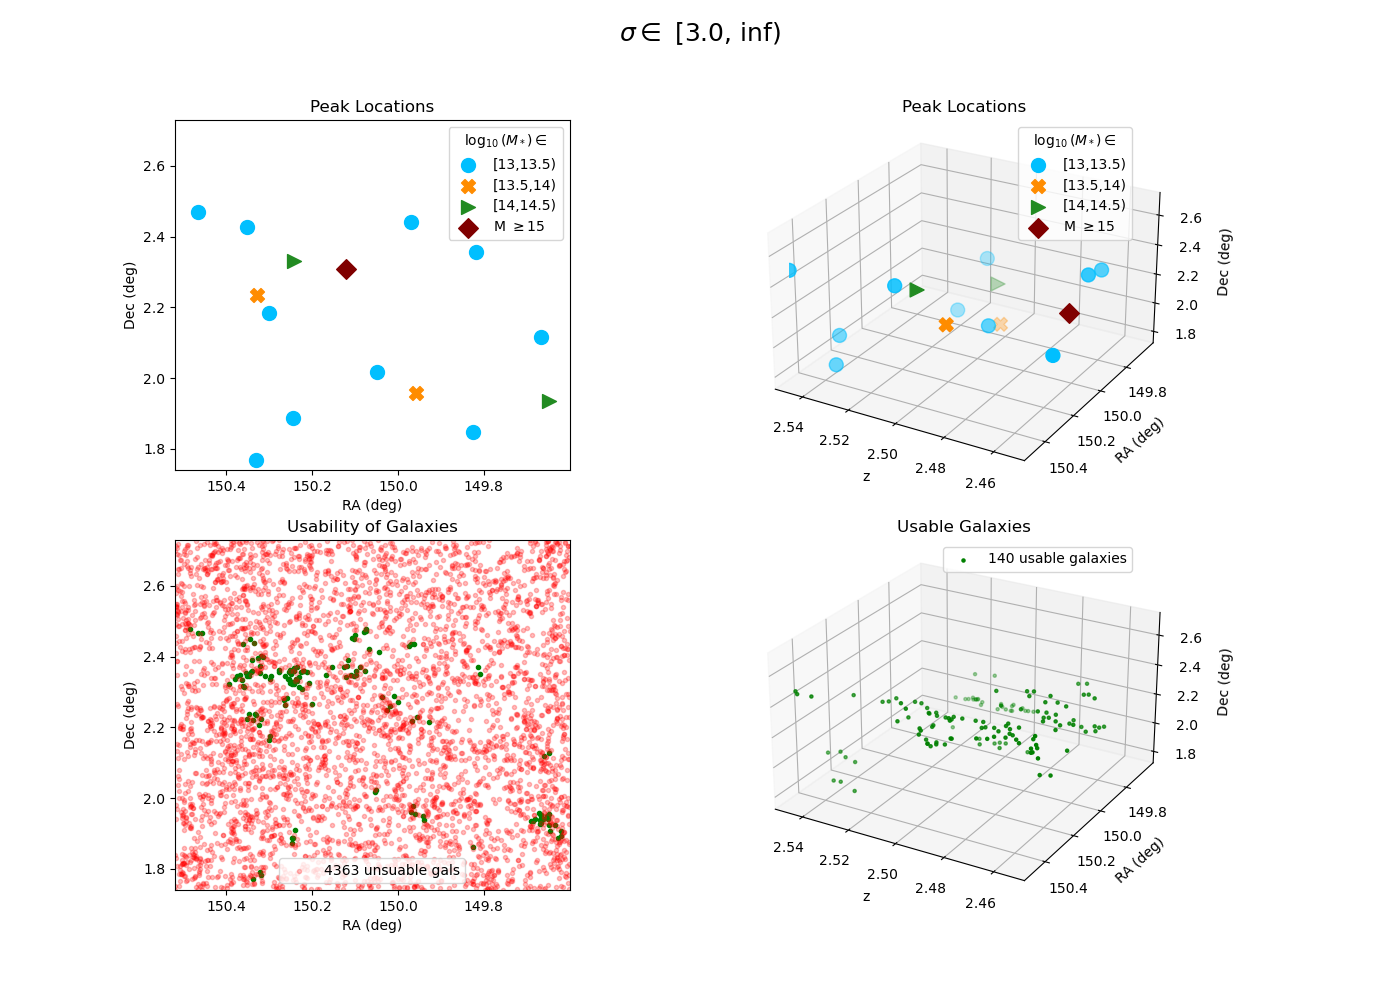 σ ∈ [3.0, inf)
Peak Locations
log₁₀(M*) ∈
[13,13.5)
[13.5,14)
[14,14.5)
M ≥15
2.6
2.4
2.2
2.0
1.8
Dec (deg)
150.4 150.2 150.0 149.8
RA (deg)
Peak Locations
log₁₀(M*) ∈
[13,13.5)
[13.5,14)
[14,14.5)
M ≥15
2.6
2.4
2.2
2.0
1.8
Dec (deg)
149.8
150.0
150.2
150.4
RA (deg)
2.54
2.52
2.50
2.48
2.46
z
Usability of Galaxies
2.6
2.4
2.2
2.0
1.8
Dec (deg)
4363 unsuable gals
150.4 150.2 150.0 149.8
RA (deg)
Usable Galaxies
140 usable galaxies
2.6
2.4
2.2
2.0
1.8
Dec (deg)
149.8
150.0
150.2
150.4
RA (deg)
2.54
2.52
2.50
2.48
2.46
z